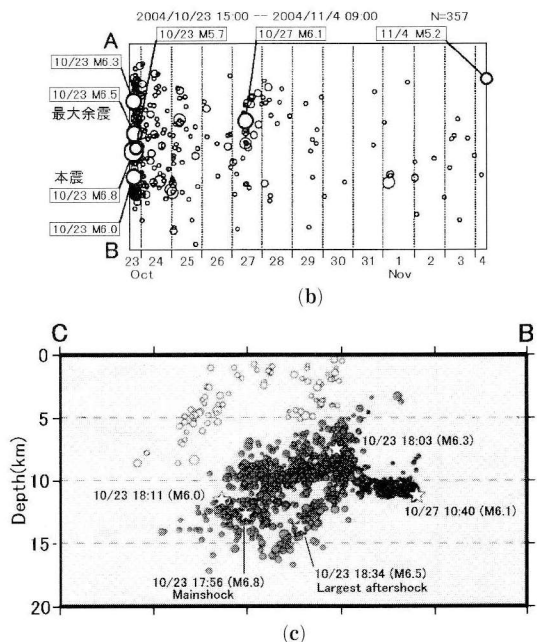 2004/10/23 15:00 -- 2004/11/4 09:00 N=357
10/23 M5.7 10/27 M6.1 11/4 M5.2
A
10/23 M6.3
10/23 M6.5
最大余震
本震
10/23 M6.8
10/23 M6.0
B
23 24 25 26 27 28 29 30 31 1 2 3 4
Oct Nov
(b)
C B
0
5
10
15
20
Depth(km)
10/23 18:03 (M6.3)
10/23 18:11 (M6.0)
10/27 10:40 (M6.1)
10/23 17:56 (M6.8)
Mainshock
10/23 18:34 (M6.5)
Largest aftershock
(c)